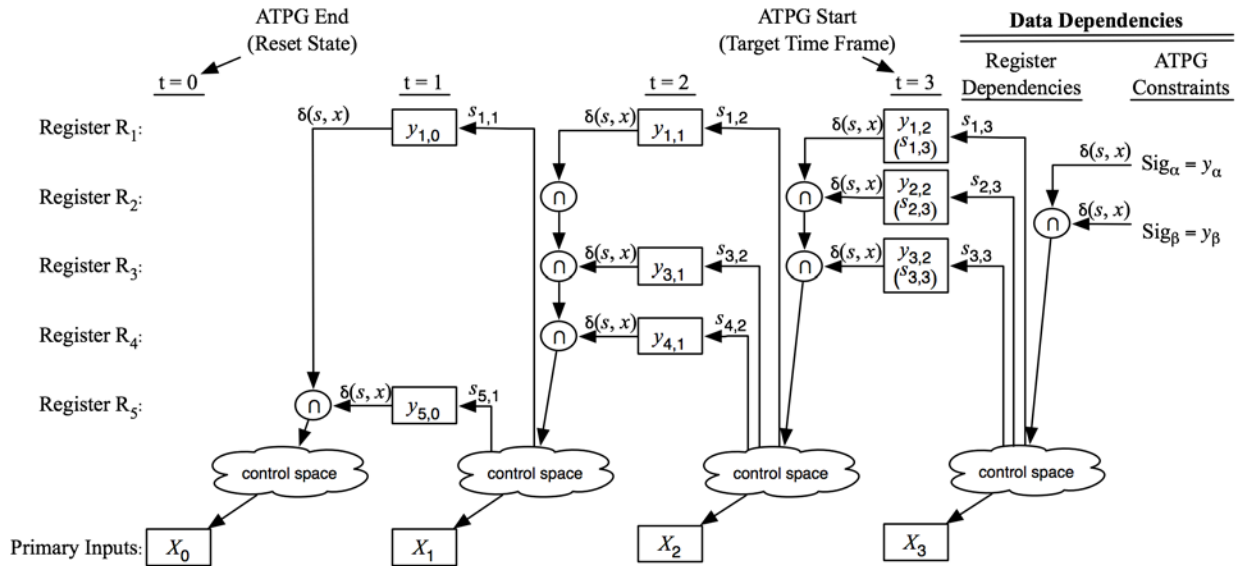 ATPG End
(Reset State)
ATPG Start
(Target Time Frame)
Data Dependencies
Register
Dependencies
ATPG
Constraints
t = 0
t = 1
t = 2
t = 3
Register R1:
δ(s, x)
y1,0
s1,1
δ(s, x)
y1,1
s1,2
δ(s, x)
y1,2
(s1,3)
s1,3
δ(s, x)
Sigα = yα
Register R2:
∩
∩
δ(s, x)
y2,2
(s2,3)
s2,3
∩
δ(s, x)
Sigβ = yβ
Register R3:
∩
δ(s, x)
y3,1
s3,2
∩
δ(s, x)
y3,2
(s3,3)
s3,3
Register R4:
∩
δ(s, x)
y4,1
s4,2
Register R5:
∩
δ(s, x)
y5,0
s5,1
control space
control space
control space
control space
Primary Inputs:
X0
X1
X2
X3